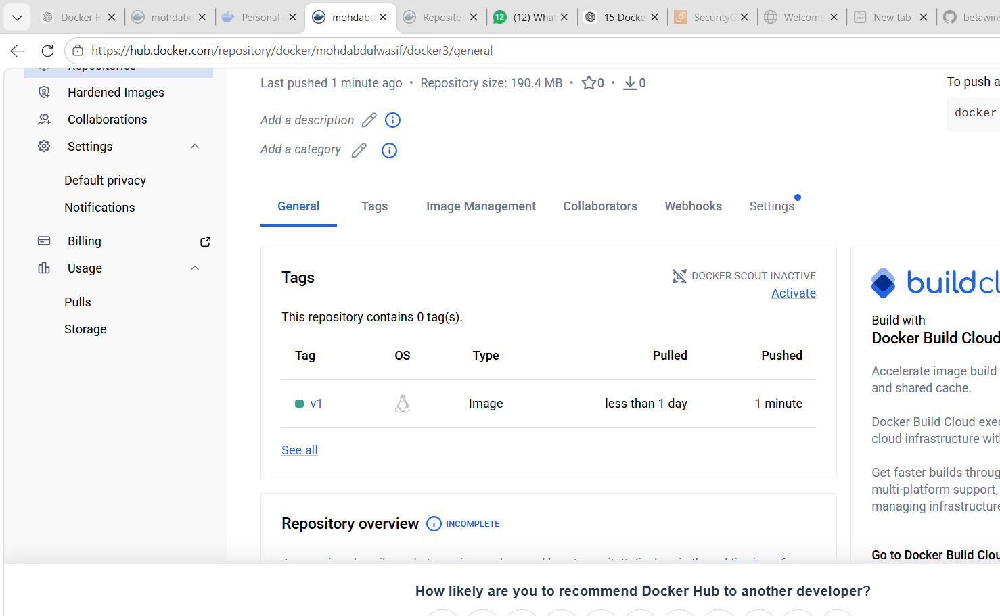 Docker H
mohdabd
Personal
mohdabd
Repositor
12
(12) What
15 Docke
SecurityG
Welcome
New tab
betawins
https://hub.docker.com/repository/docker/mohdabdulwasif/docker3/general
Repositories
Hardened Images
Collaborations
Settings
Default privacy
Notifications
Billing
Usage
Pulls
Storage
Last pushed 1 minute ago • Repository size: 190.4 MB • 0 • 0
Add a description
Add a category
To push a
docker
General
Tags
Image Management
Collaborators
Webhooks
Settings
Tags
DOCKER SCOUT INACTIVE
Activate
This repository contains 0 tag(s).
Tag OS Type Pulled Pushed
v1 Image less than 1 day 1 minute
See all
Repository overview INCOMPLETE
buildcl
Build with
Docker Build Cloud
Accelerate image build
and shared cache.
Docker Build Cloud exec
cloud infrastructure wit
Get faster builds throug
multi-platform support,
managing infrastructure
Go to Docker Build Clou
How likely are you to recommend Docker Hub to another developer?